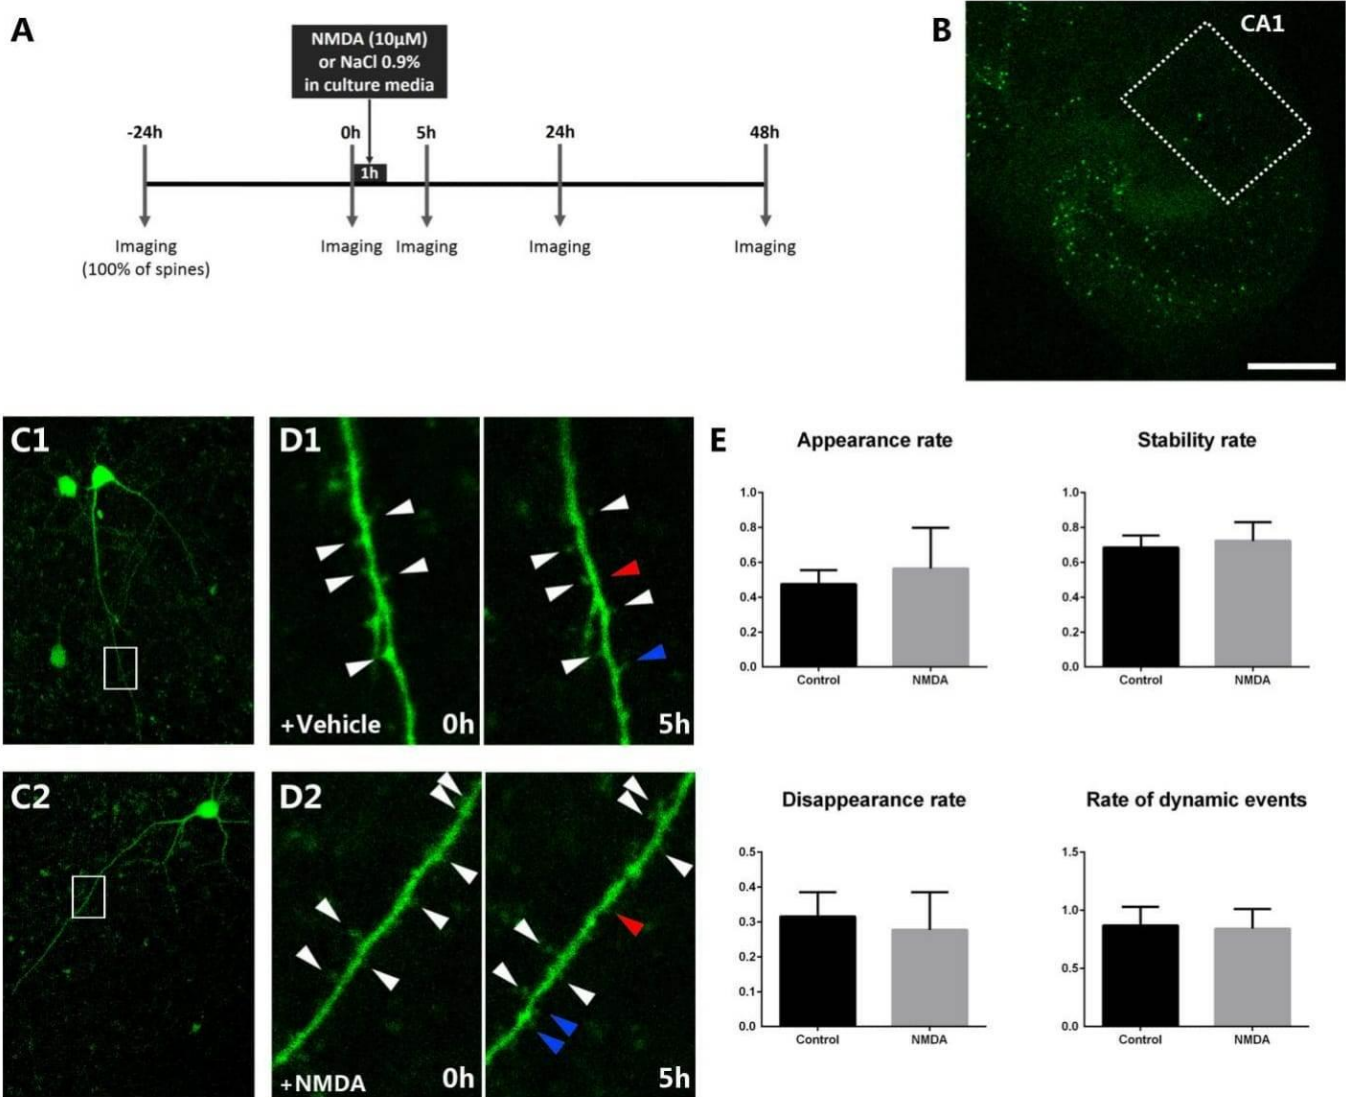 A
NMDA (10µM)
or NaCl 0.9%
in culture media
-24h
0h
5h
24h
48h
1h
Imaging
(100% of spines)
Imaging
Imaging
Imaging
Imaging
B
CA1
C1
D1
+Vehicle
0h
5h
C2
D2
+NMDA
0h
5h
E
Appearance rate
1.0
0.8
0.6
0.4
0.2
0.0
Control
NMDA
Stability rate
1.0
0.8
0.6
0.4
0.2
0.0
Control
NMDA
Disappearance rate
0.5
0.4
0.3
0.2
0.1
0.0
Control
NMDA
Rate of dynamic events
1.5
1.0
0.5
0.0
Control
NMDA